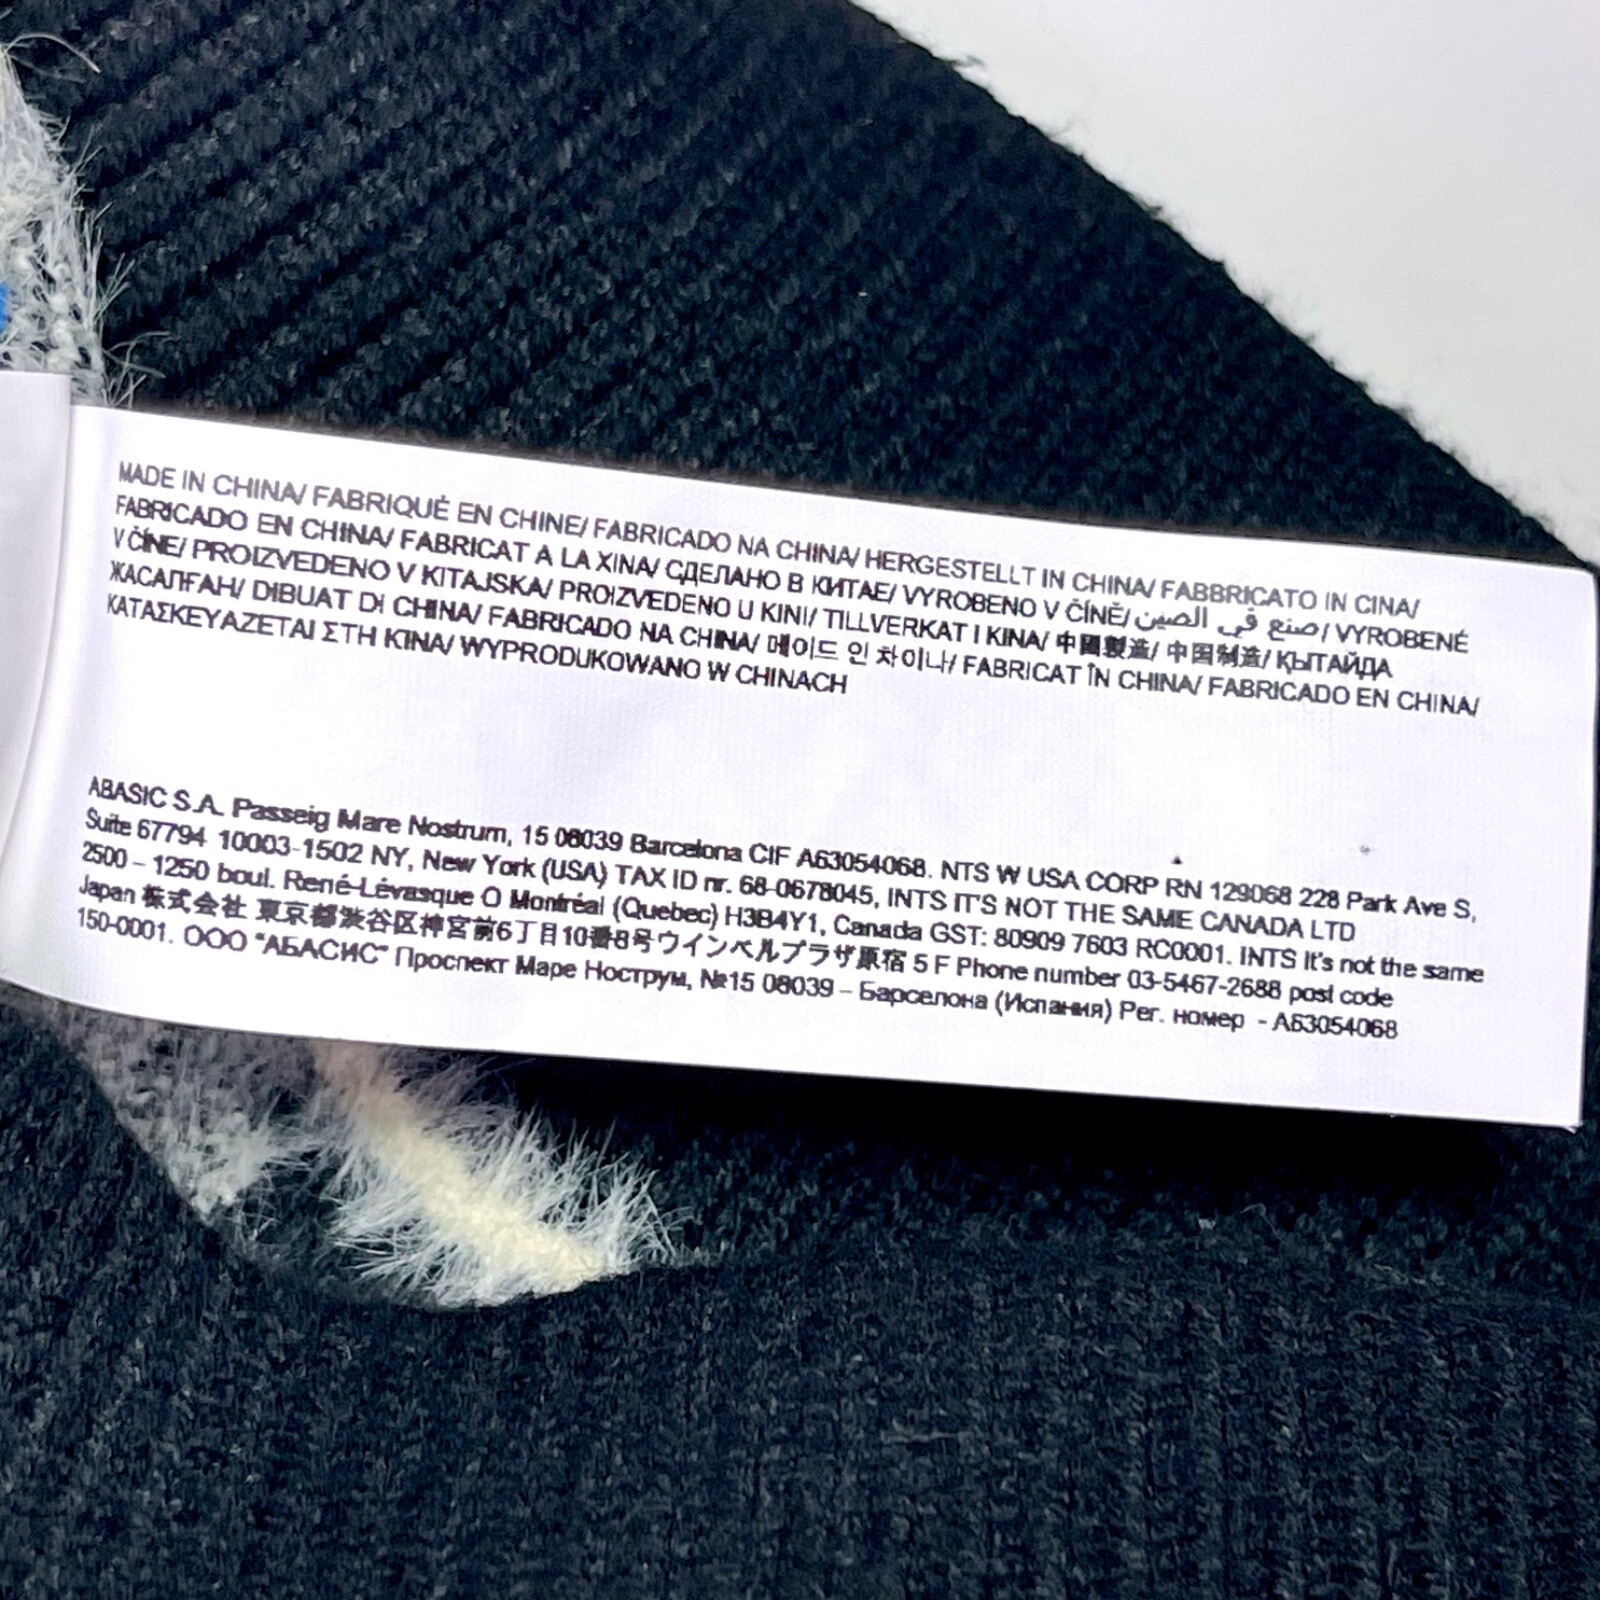 MADE IN CHINA/ FABRIQUÉ EN CHINE/ FABRICADO NA CHINA/ HERGESTELLT IN CHINA/ FABBRICATO IN CINA/
FABRICADO EN CHINA/ FABRICAT A LA XINA/ СДЕЛАНО В КИТАЕ/ VYROBENO V ČÍNĚ/ صنع في الصين/ VYROBENÉ
V ČÍNE/ PROIZVEDENO V KITAJSKA/ PROIZVEDENO U KINI/ TILLVERKAT I KINA/ 中國製造/ 中国制造/ ҚЫТАЙДА
ЖАСАЛҒАН/ DIBUAT DI CHINA/ FABRICADO NA CHINA/ 메이드 인 차이나/ FABRICAT ÎN CHINA/ FABRICADO EN CHINA/
ΚΑΤΑΣΚΕΥΑΖΕΤΑΙ ΣΤΗ ΚΙΝΑ/ WYPRODUKOWANO W CHINACH
ABASIC S.A. Passeig Mare Nostrum, 15 08039 Barcelona CIF A63054068. NTS W USA CORP RN 129068 228 Park Ave S,
Suite 67794 10003-1502 NY, New York (USA) TAX ID nr. 68-0678045, INTS IT'S NOT THE SAME CANADA LTD
2500 – 1250 boul. René-Lévasque O Montréal (Quebec) H3B4Y1, Canada GST: 80909 7603 RC0001. INTS It's not the same
Japan 株式会社 東京都渋谷区神宮前6丁目10番8号ウインベルプラザ原宿 5 F Phone number 03-5467-2688 post code
150-0001. ООО "АБАСИС" Проспект Маре Нострум, №15 08039 – Барселона (Испания) Рег. номер - A63054068